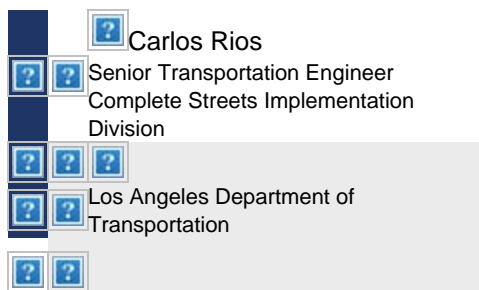 Carlos Rios
Senior Transportation Engineer
Complete Streets Implementation
Division
Los Angeles Department of
Transportation